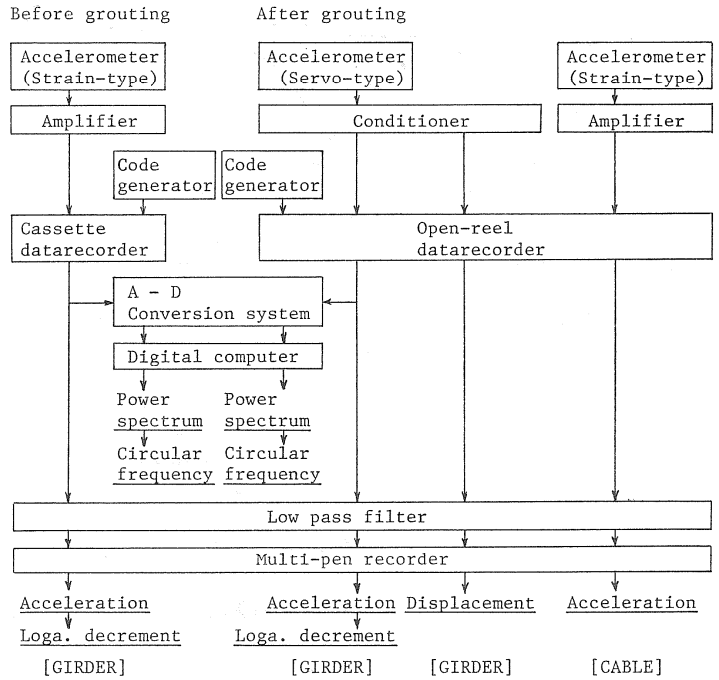 Before grouting
After grouting
Accelerometer
(Strain-type)
Accelerometer
(Servo-type)
Accelerometer
(Strain-type)
Amplifier
Conditioner
Amplifier
Code
generator
Code
generator
Cassette
datarecorder
Open-reel
datarecorder
A - D
Conversion system
Digital computer
Power
spectrum
Power
spectrum
Circular
frequency
Circular
frequency
Low pass filter
Multi-pen recorder
Acceleration
Acceleration
Displacement
Acceleration
Loga. decrement
Loga. decrement
[GIRDER]
[GIRDER]
[GIRDER]
[CABLE]